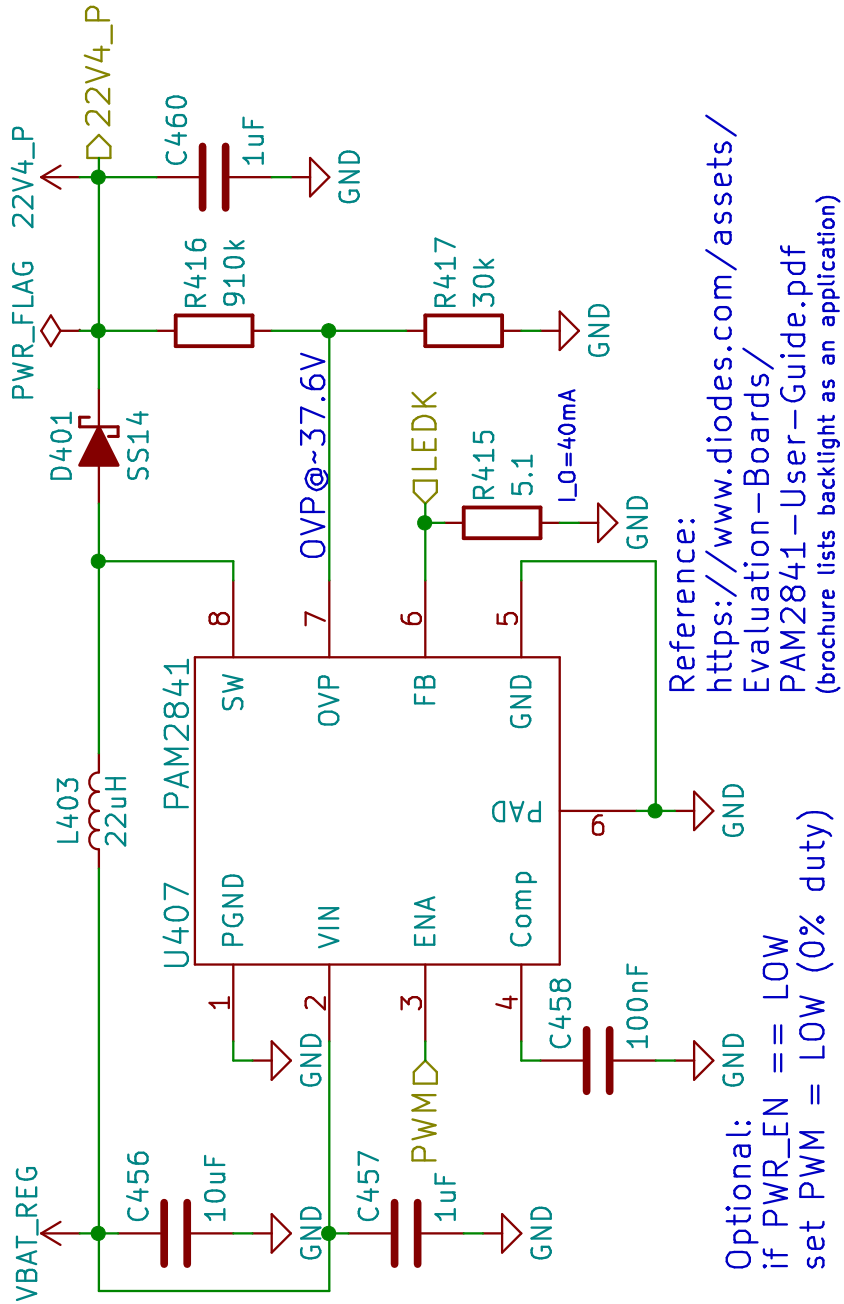 VBAT_REG
PWR_FLAG
22V4_P
L403
22uH
D401
SS14
22V4_P
C456
10uF
GND
U407
PAM2841
R416
910k
C460
1uF
GND
1
PGND
SW
8
GND
2
VIN
OVP
7
OVP@~37.6V
C457
1uF
GND
PWM
3
ENA
FB
6
LEDK
R417
30k
GND
4
Comp
PAD
9
GND
5
R415
5.1
I_O=40mA
GND
C458
100nF
GND
GND
Optional:
if PWR_EN == LOW
set PWM = LOW (0% duty)
Reference:
https://www.diodes.com/assets/
Evaluation-Boards/
PAM2841-User-Guide.pdf
(brochure lists backlight as an application)